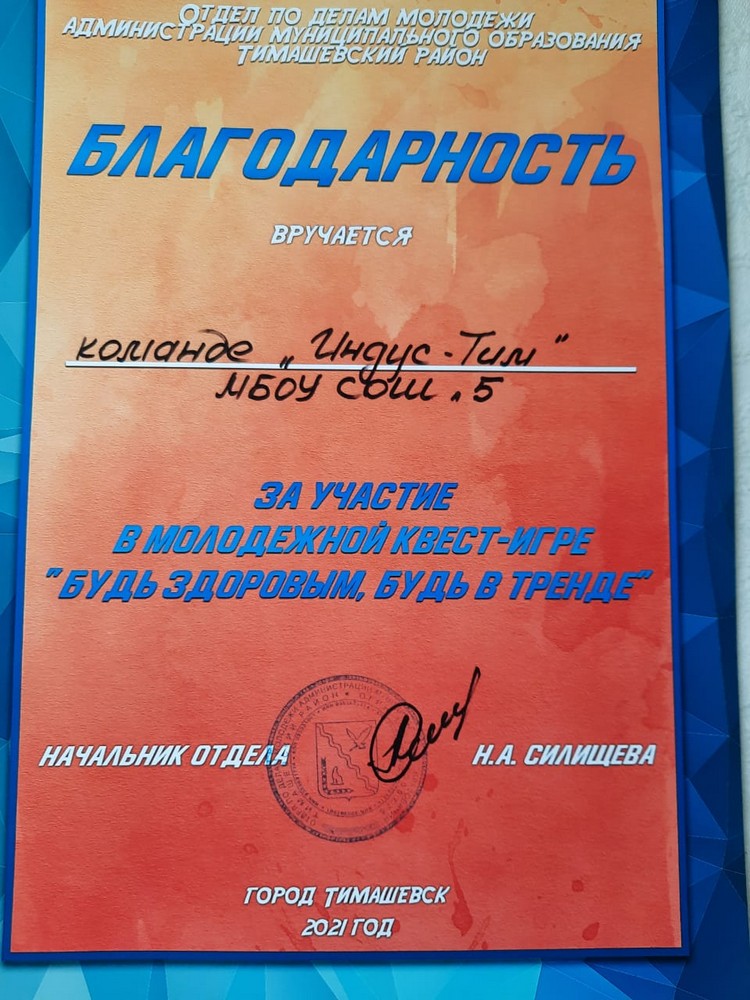 ОТДЕЛ ПО ДЕЛАМ МОЛОДЕЖИ
АДМИНИСТРАЦИИ МУНИЦИПАЛЬНОГО ОБРАЗОВАНИЯ
ТИМАШЕВСКИЙ РАЙОН
БЛАГОДАРНОСТЬ
ВРУЧАЕТСЯ
команде „Индус-Тим"
МБОУ СОШ „5
ЗА УЧАСТИЕ
В МОЛОДЕЖНОЙ КВЕСТ-ИГРЕ
"БУДЬ ЗДОРОВЫМ, БУДЬ В ТРЕНДЕ"
НАЧАЛЬНИК ОТДЕЛА Н.А. СИЛИЩЕВА
ГОРОД ТИМАШЕВСК
2021 ГОД